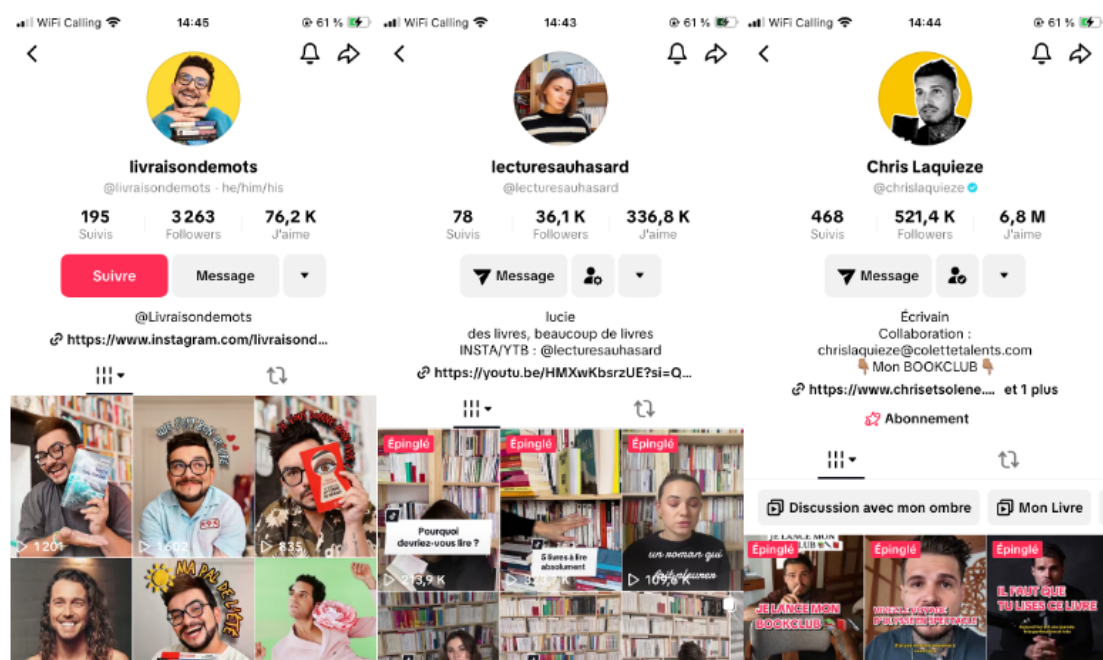 WiFi Calling 14:45 61 %
livraisondemots
@livraisondemots · he/him/his
195 3 263 76,2 K
Suivis Followers J'aime
Suivre Message
@Livraisondemots
https://www.instagram.com/livraisond...
1201 1602 835
MA PAL DE L'ÉTÉ
WiFi Calling 14:43 61 %
lecturesauhasard
@lecturesauhasard
78 36,1 K 336,8 K
Suivis Followers J'aime
Message
lucie
des livres, beaucoup de livres
INSTA/YTB : @lecturesauhasard
https://youtu.be/HMXwKbsrzUE?si=Q...
Épinglé Épinglé Épinglé
Pourquoi
devriez-vous lire ?
5 livres à lire
absolument
un roman qui
213,9 K 109,6 K
WiFi Calling 14:44 61 %
Chris Laquieze
@chrislaquieze
468 521,4 K 6,8 M
Suivis Followers J'aime
Message
Écrivain
Collaboration :
chrislaquieze@colettetalents.com
Mon BOOKCLUB
https://www.chrisetsolene.... et 1 plus
Abonnement
Discussion avec mon ombre Mon Livre
Épinglé Épinglé Épinglé
JE LANCE MON
BOOKCLUB
IL FAUT QUE
TU LISES CE LIVRE